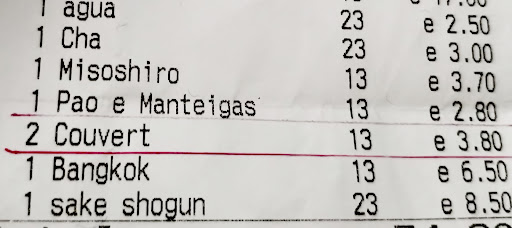 1 agua 23 e 2.50
1 Cha 23 e 3.00
1 Misoshiro 13 e 3.70
1 Pao e Manteigas 13 e 2.80
2 Couvert 13 e 3.80
1 Bangkok 13 e 6.50
1 sake shogun 23 e 8.50